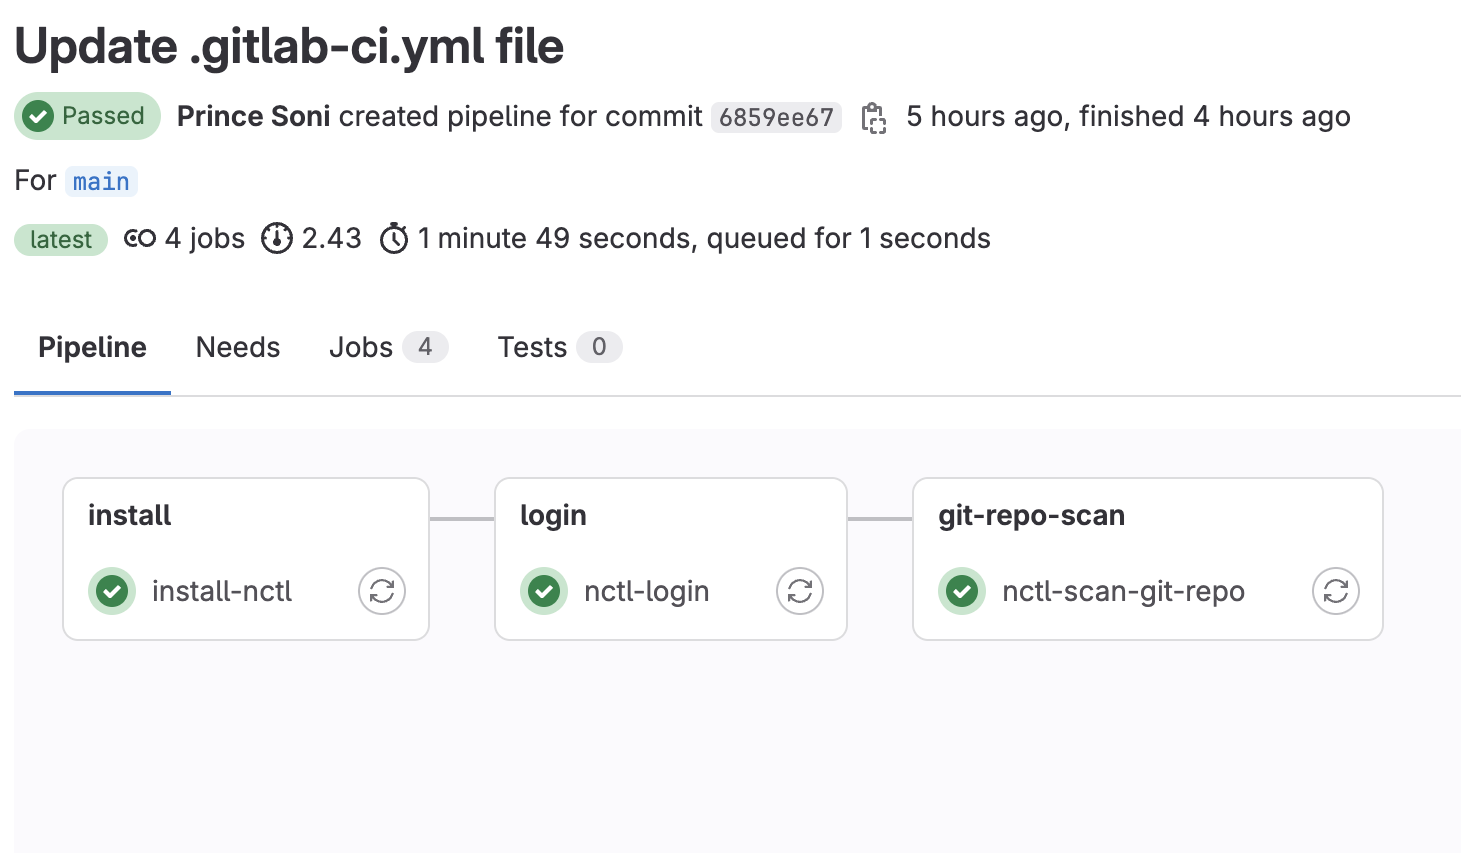 Update .gitlab-ci.yml file
Passed Prince Soni created pipeline for commit 6859ee67 5 hours ago, finished 4 hours ago
For main
latest 4 jobs 2.43 1 minute 49 seconds, queued for 1 seconds
Pipeline Needs Jobs 4 Tests 0
install login git-repo-scan
install-nctl nctl-login nctl-scan-git-repo